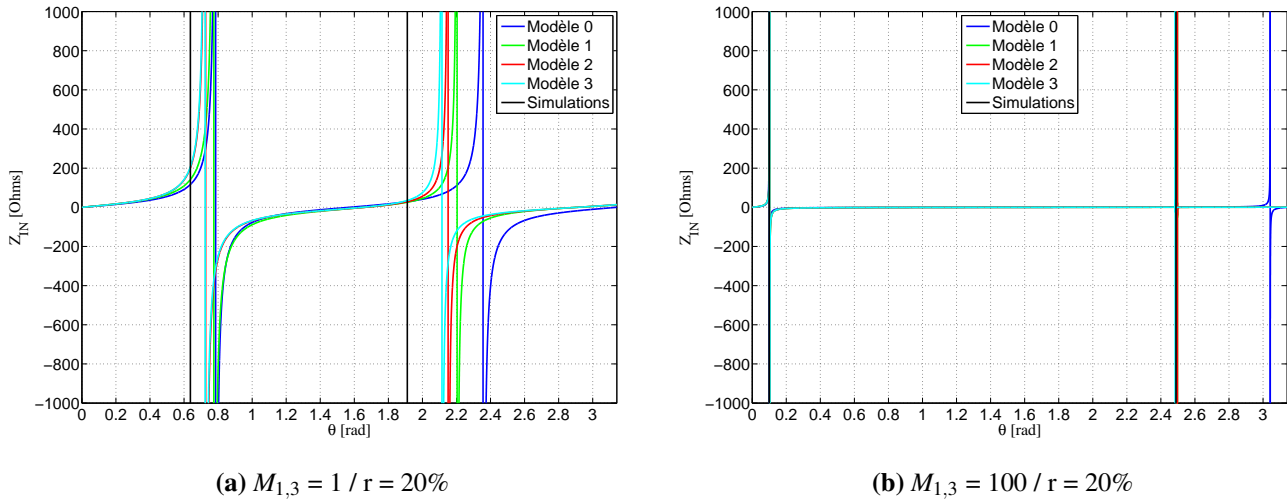 1000
800
600
400
200
0
−200
−400
−600
−800
−1000
Z_IN [Ohms]
0 0.2 0.4 0.6 0.8 1 1.2 1.4 1.6 1.8 2 2.2 2.4 2.6 2.8 3
θ [rad]
Modèle 0
Modèle 1
Modèle 2
Modèle 3
Simulations
(a) M_{1,3} = 1 / r = 20%
1000
800
600
400
200
0
−200
−400
−600
−800
−1000
Z_IN [Ohms]
0 0.2 0.4 0.6 0.8 1 1.2 1.4 1.6 1.8 2 2.2 2.4 2.6 2.8 3
θ [rad]
Modèle 0
Modèle 1
Modèle 2
Modèle 3
Simulations
(b) M_{1,3} = 100 / r = 20%